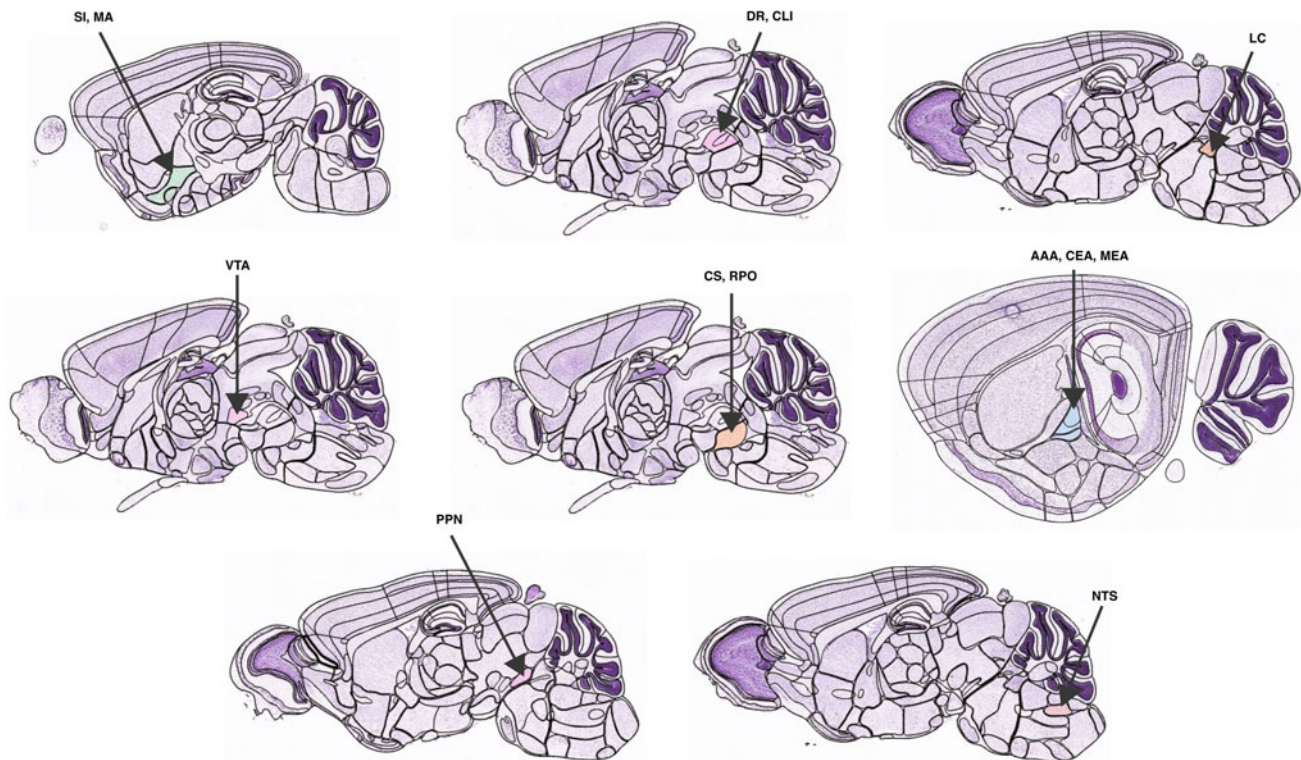 SI, MA
DR, CLI
LC
VTA
CS, RPO
AAA, CEA, MEA
PPN
NTS